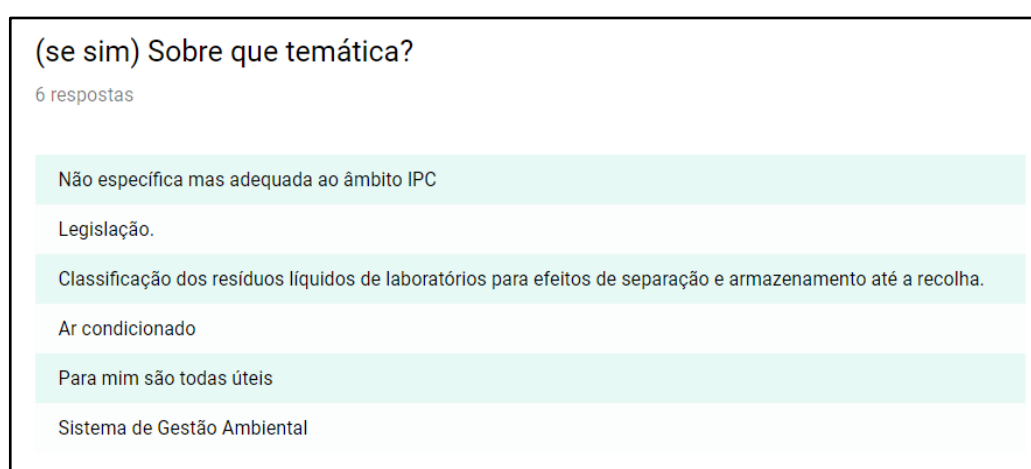 (se sim) Sobre que temática?
6 respostas
Não específica mas adequada ao âmbito IPC
Legislação.
Classificação dos resíduos líquidos de laboratórios para efeitos de separação e armazenamento até a recolha.
Ar condicionado
Para mim são todas úteis
Sistema de Gestão Ambiental